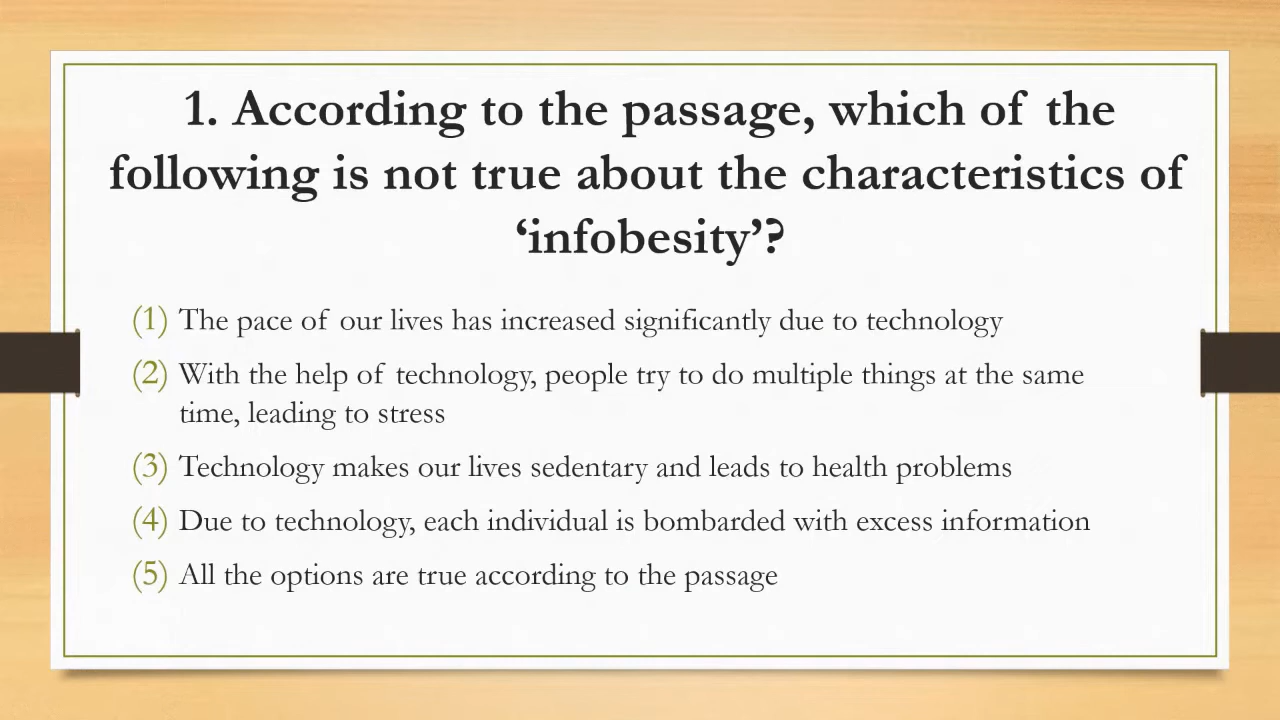 1. According to the passage, which of the
following is not true about the characteristics of
‘infobesity’?
(1) The pace of our lives has increased significantly due to technology
(2) With the help of technology, people try to do multiple things at the same
time, leading to stress
(3) Technology makes our lives sedentary and leads to health problems
(4) Due to technology, each individual is bombarded with excess information
(5) All the options are true according to the passage